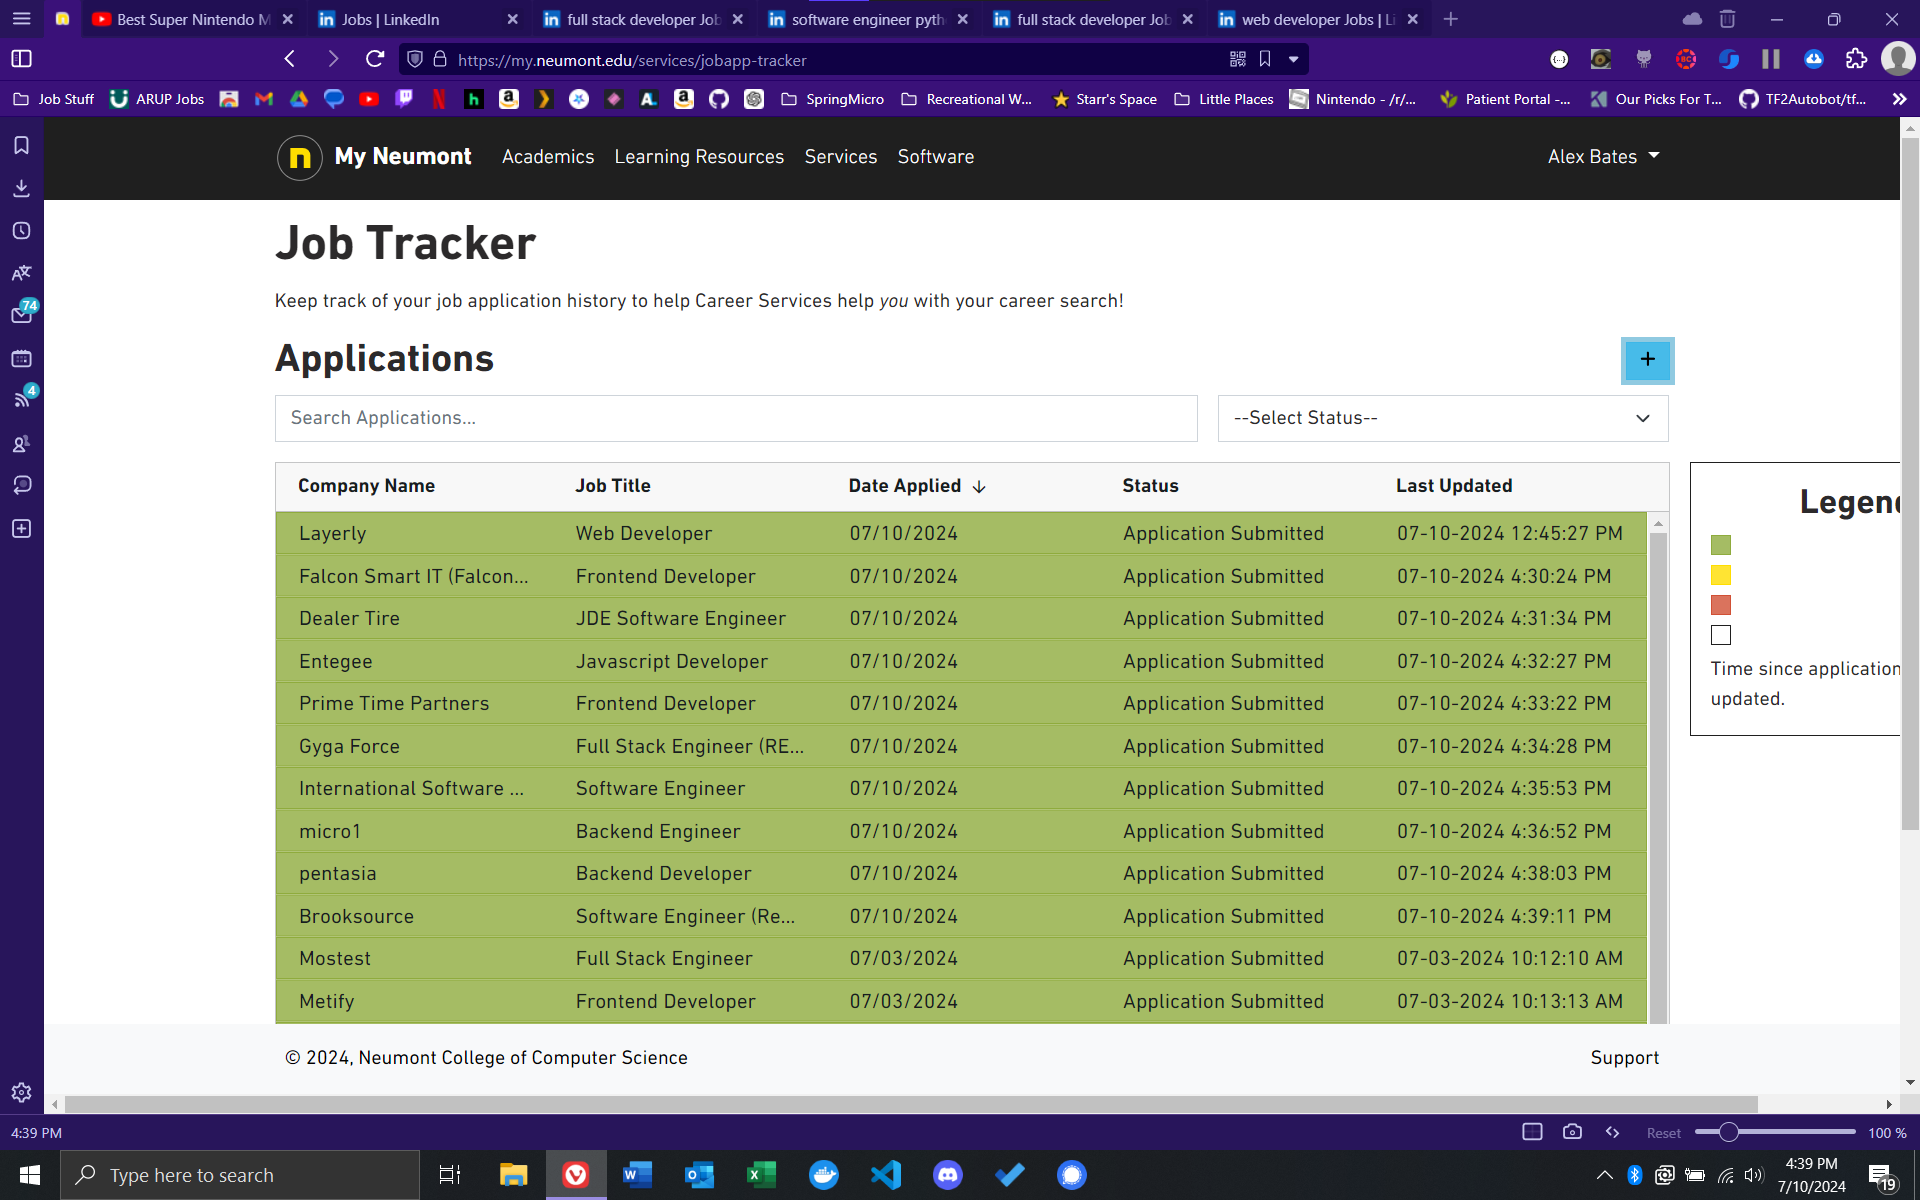 Best Super Nintendo M
Jobs | LinkedIn
full stack developer Job
software engineer pyth
full stack developer Job
web developer Jobs | Li
https://my.neumont.edu/services/jobapp-tracker
Job Stuff
ARUP Jobs
SpringMicro
Recreational W...
Starr's Space
Little Places
Nintendo - /r/...
Patient Portal -...
Our Picks For T...
TF2Autobot/tf...
My Neumont
Academics
Learning Resources
Services
Software
Alex Bates
74
4
Job Tracker
Keep track of your job application history to help Career Services help you with your career search!
Applications
+
Search Applications...
--Select Status--
Company Name Job Title Date Applied Status Last Updated
Layerly Web Developer 07/10/2024 Application Submitted 07-10-2024 12:45:27 PM
Falcon Smart IT (Falcon... Frontend Developer 07/10/2024 Application Submitted 07-10-2024 4:30:24 PM
Dealer Tire JDE Software Engineer 07/10/2024 Application Submitted 07-10-2024 4:31:34 PM
Entegee Javascript Developer 07/10/2024 Application Submitted 07-10-2024 4:32:27 PM
Prime Time Partners Frontend Developer 07/10/2024 Application Submitted 07-10-2024 4:33:22 PM
Gyga Force Full Stack Engineer (RE... 07/10/2024 Application Submitted 07-10-2024 4:34:28 PM
International Software ... Software Engineer 07/10/2024 Application Submitted 07-10-2024 4:35:53 PM
micro1 Backend Engineer 07/10/2024 Application Submitted 07-10-2024 4:36:52 PM
pentasia Backend Developer 07/10/2024 Application Submitted 07-10-2024 4:38:03 PM
Brooksource Software Engineer (Re... 07/10/2024 Application Submitted 07-10-2024 4:39:11 PM
Mostest Full Stack Engineer 07/03/2024 Application Submitted 07-03-2024 10:12:10 AM
Metify Frontend Developer 07/03/2024 Application Submitted 07-03-2024 10:13:13 AM
Legen
Time since application
updated.
© 2024, Neumont College of Computer Science
Support
4:39 PM
Reset
100 %
Type here to search
4:39 PM
7/10/2024
19